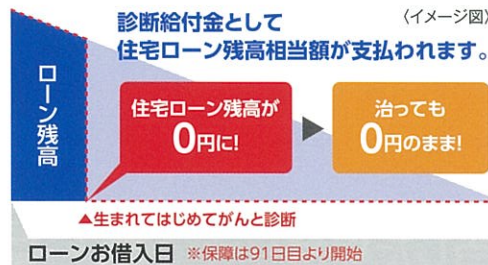 〈イメージ図〉
診断給付金として
住宅ローン残高相当額が支払われます。
ローン残高
住宅ローン残高が
0円に!
▶
治っても
0円のまま!
▲生まれてはじめてがんと診断
ローンお借入日 ※保障は91日目より開始